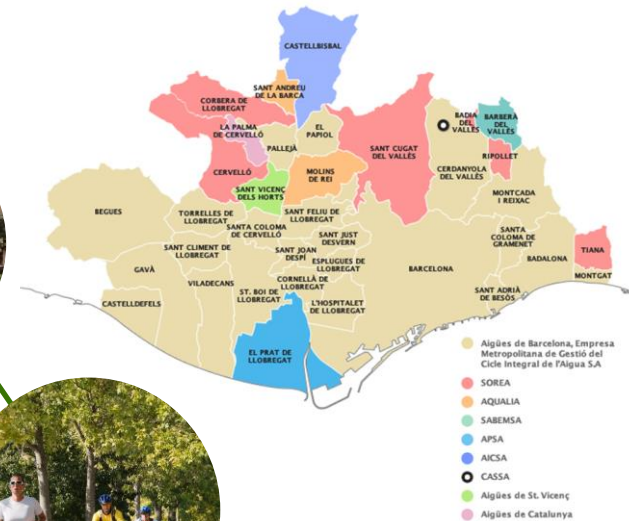 CASTELLBISBAL
SANT ANDREU
DE LA BARCA
CORBERA DE
LLOBREGAT
LA PALMA
DE CERVELLÓ
PALLEJÀ
EL
PAPIOL
CERVELLÓ
SANT VICENÇ
DELS HORTS
MOLINS
DE REI
SANT CUGAT
DEL VALLÈS
BADIA
DEL
VALLÈS
BARBERÀ
DEL
VALLÈS
RIPOLLET
CERDANYOLA
DEL VALLÈS
MONTCADA
I REIXAC
BEGUES
TORRELLES DE
LLOBREGAT
SANTA COLOMA
DE CERVELLÓ
SANT FELIU DE
LLOBREGAT
SANT JUST
DESVERN
SANT CLIMENT DE
LLOBREGAT
SANT JOAN
DESPÍ
ESPLUGUES DE
LLOBREGAT
BARCELONA
SANTA
COLOMA DE
GRAMENET
BADALONA
TIANA
MONTGAT
GAVÀ
VILADECANS
CORNELLÀ DE
LLOBREGAT
CASTELLDEFELS
ST. BOI DE
LLOBREGAT
L'HOSPITALET
DE LLOBREGAT
SANT ADRIÀ
DE BESÒS
EL PRAT DE
LLOBREGAT
Aigües de Barcelona, Empresa
Metropolitana de Gestió del
Cicle Integral de l'Aigua S.A
SOREA
AQUALIA
SABEMSA
APSA
AICSA
CASSA
Aigües de St. Vicenç
Aigües de Catalunya